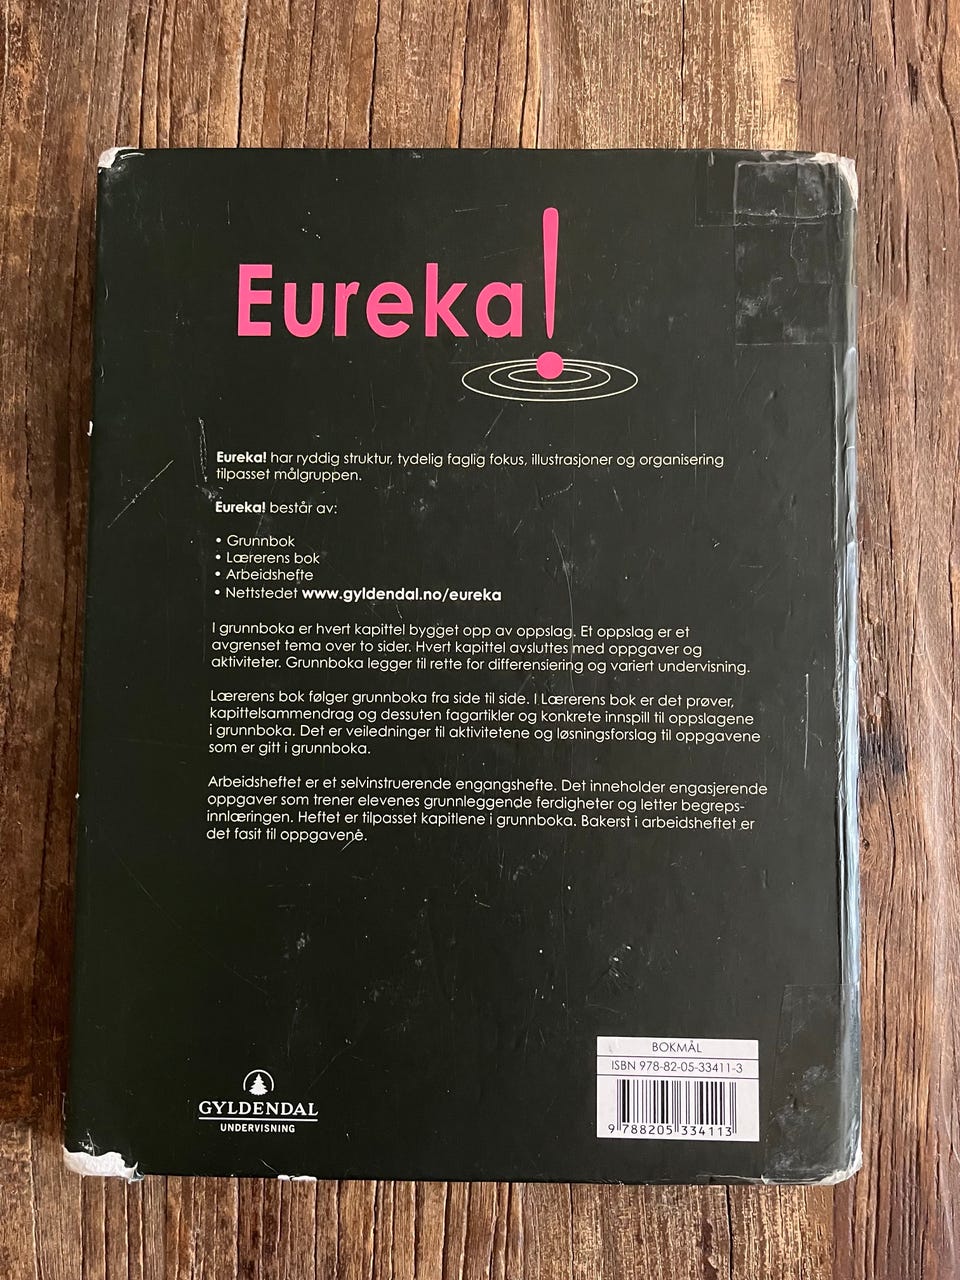 Eureka!
Eureka! har ryddig struktur, tydelig faglig fokus, illustrasjoner og organisering
tilpasset målgruppen.
Eureka! består av:
• Grunnbok
• Lærerens bok
• Arbeidshefte
• Nettstedet www.gyldendal.no/eureka
I grunnboka er hvert kapittel bygget opp av oppslag. Et oppslag er et
avgrenset tema over to sider. Hvert kapittel avsluttes med oppgaver og
aktiviteter. Grunnboka legger til rette for differensiering og variert undervisning.
Lærerens bok følger grunnboka fra side til side. I Lærerens bok er det prøver,
kapittelsammendrag og dessuten fagartikler og konkrete innspill til oppslagene
i grunnboka. Det er veiledninger til aktivitetene og løsningsforslag til oppgavene
som er gitt i grunnboka.
Arbeidsheftet er et selvinstruerende engangshefte. Det inneholder engasjerende
oppgaver som trener elevenes grunnleggende ferdigheter og letter begreps-
innlæringen. Heftet er tilpasset kapitlene i grunnboka. Bakerst i arbeidsheftet er
det fasit til oppgavene.
BOKMÅL
ISBN 978-82-05-33411-3
9 788205 334113
GYLDENDAL
UNDERVISNING